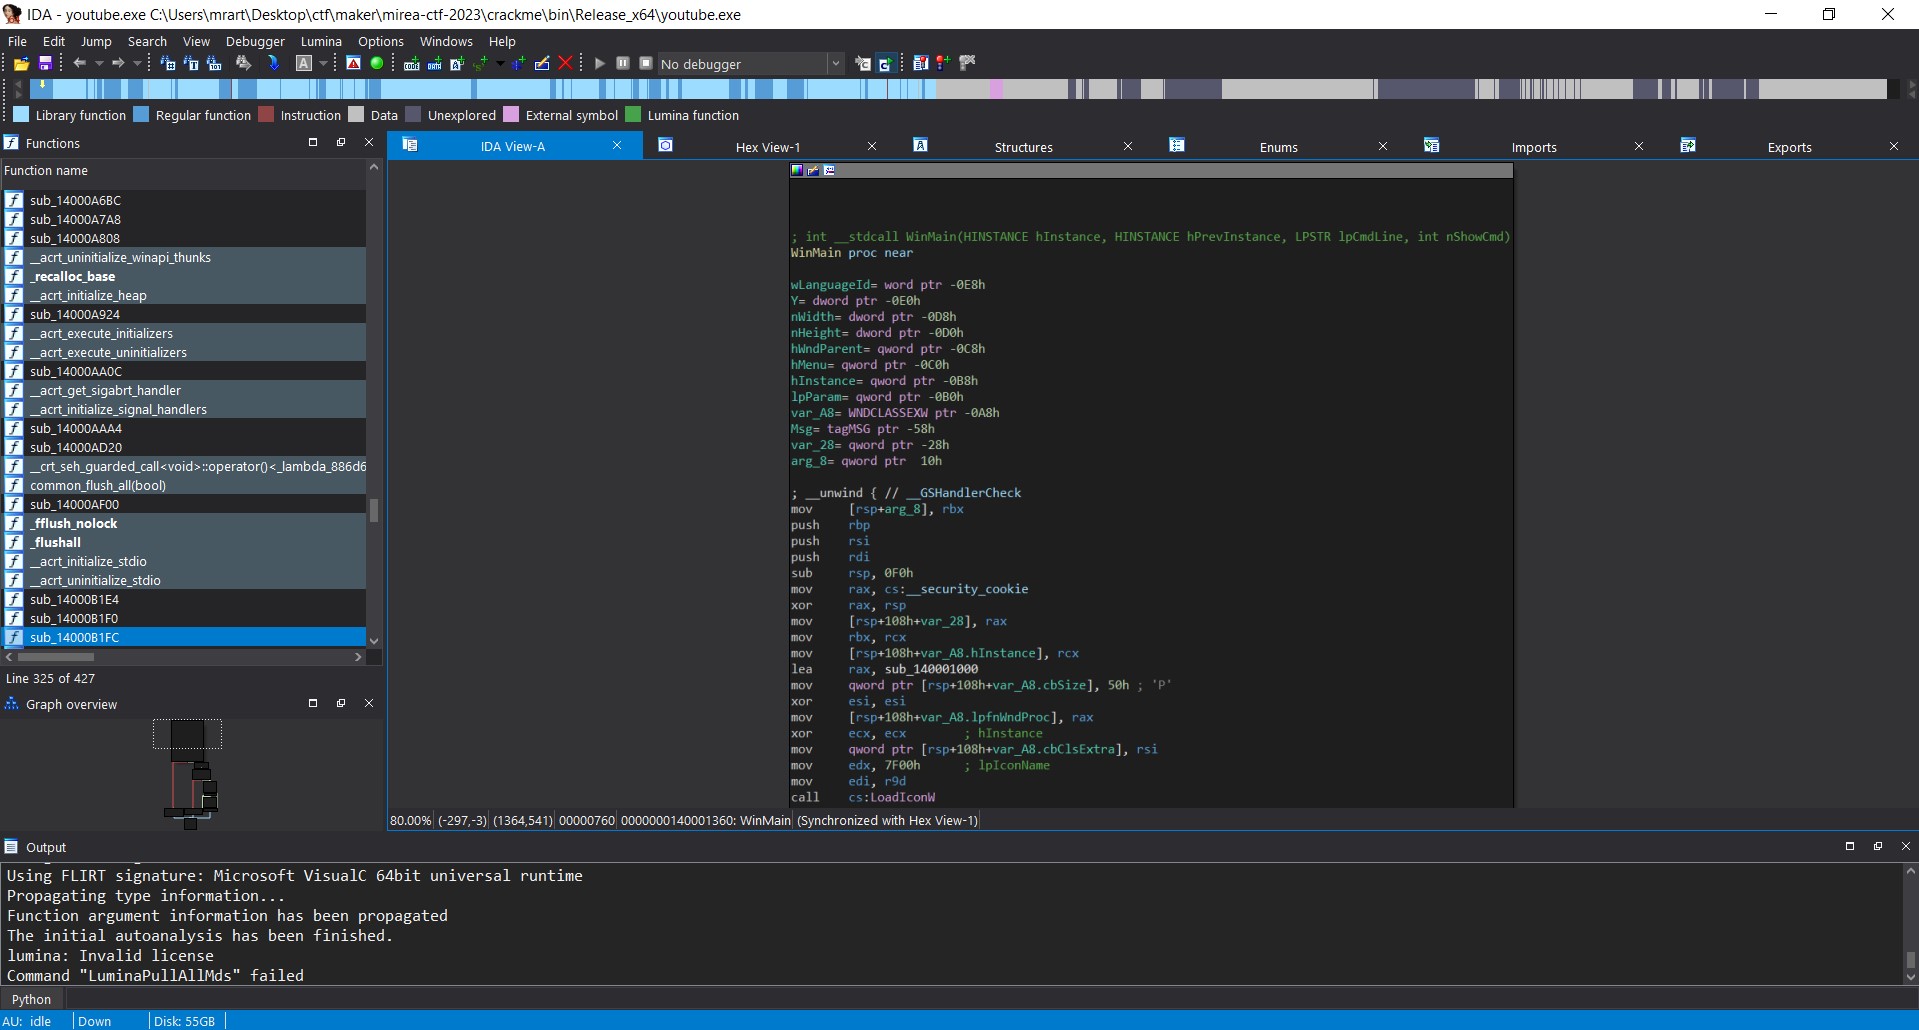 IDA - youtube.exe C:\Users\mrart\Desktop\ctf\maker\mirea-ctf-2023\crackme\bin\Release_x64\youtube.exe
File Edit Jump Search View Debugger Lumina Options Windows Help
No debugger
Library function Regular function Instruction Data Unexplored External symbol Lumina function
Functions
Function name
sub_14000A6BC
sub_14000A7A8
sub_14000A808
__acrt_uninitialize_winapi_thunks
_recalloc_base
__acrt_initialize_heap
sub_14000A924
__acrt_execute_initializers
__acrt_execute_uninitializers
sub_14000AA0C
__acrt_get_sigabrt_handler
__acrt_initialize_signal_handlers
sub_14000AAA4
sub_14000AD20
__crt_seh_guarded_call<void>::operator()<_lambda_886d6
common_flush_all(bool)
sub_14000AF00
_fflush_nolock
_flushall
__acrt_initialize_stdio
__acrt_uninitialize_stdio
sub_14000B1E4
sub_14000B1F0
sub_14000B1FC
Line 325 of 427
Graph overview
IDA View-A Hex View-1 Structures Enums Imports Exports
; int __stdcall WinMain(HINSTANCE hInstance, HINSTANCE hPrevInstance, LPSTR lpCmdLine, int nShowCmd)
WinMain proc near
wLanguageId= word ptr -0E8h
Y= dword ptr -0E0h
nWidth= dword ptr -0D8h
nHeight= dword ptr -0D0h
hWndParent= qword ptr -0C8h
hMenu= qword ptr -0C0h
hInstance= qword ptr -0B8h
lpParam= qword ptr -0B0h
var_A8= WNDCLASSEXW ptr -0A8h
Msg= tagMSG ptr -58h
var_28= qword ptr -28h
arg_8= qword ptr  10h
; __unwind { // __GSHandlerCheck
mov     [rsp+arg_8], rbx
push    rbp
push    rsi
push    rdi
sub     rsp, 0F0h
mov     rax, cs:__security_cookie
xor     rax, rsp
mov     [rsp+108h+var_28], rax
mov     rbx, rcx
mov     [rsp+108h+var_A8.hInstance], rcx
lea     rax, sub_140001000
mov     qword ptr [rsp+108h+var_A8.cbSize], 50h ; 'P'
xor     esi, esi
mov     [rsp+108h+var_A8.lpfnWndProc], rax
xor     ecx, ecx        ; hInstance
mov     qword ptr [rsp+108h+var_A8.cbClsExtra], rsi
mov     edx, 7F00h      ; lpIconName
mov     edi, r9d
call    cs:LoadIconW
80.00% (-297,-3) (1364,541) 00000760 0000000140001360: WinMain (Synchronized with Hex View-1)
Output
Using FLIRT signature: Microsoft VisualC 64bit universal runtime
Propagating type information...
Function argument information has been propagated
The initial autoanalysis has been finished.
lumina: Invalid license
Command "LuminaPullAllMds" failed
Python
AU: idle Down Disk: 55GB